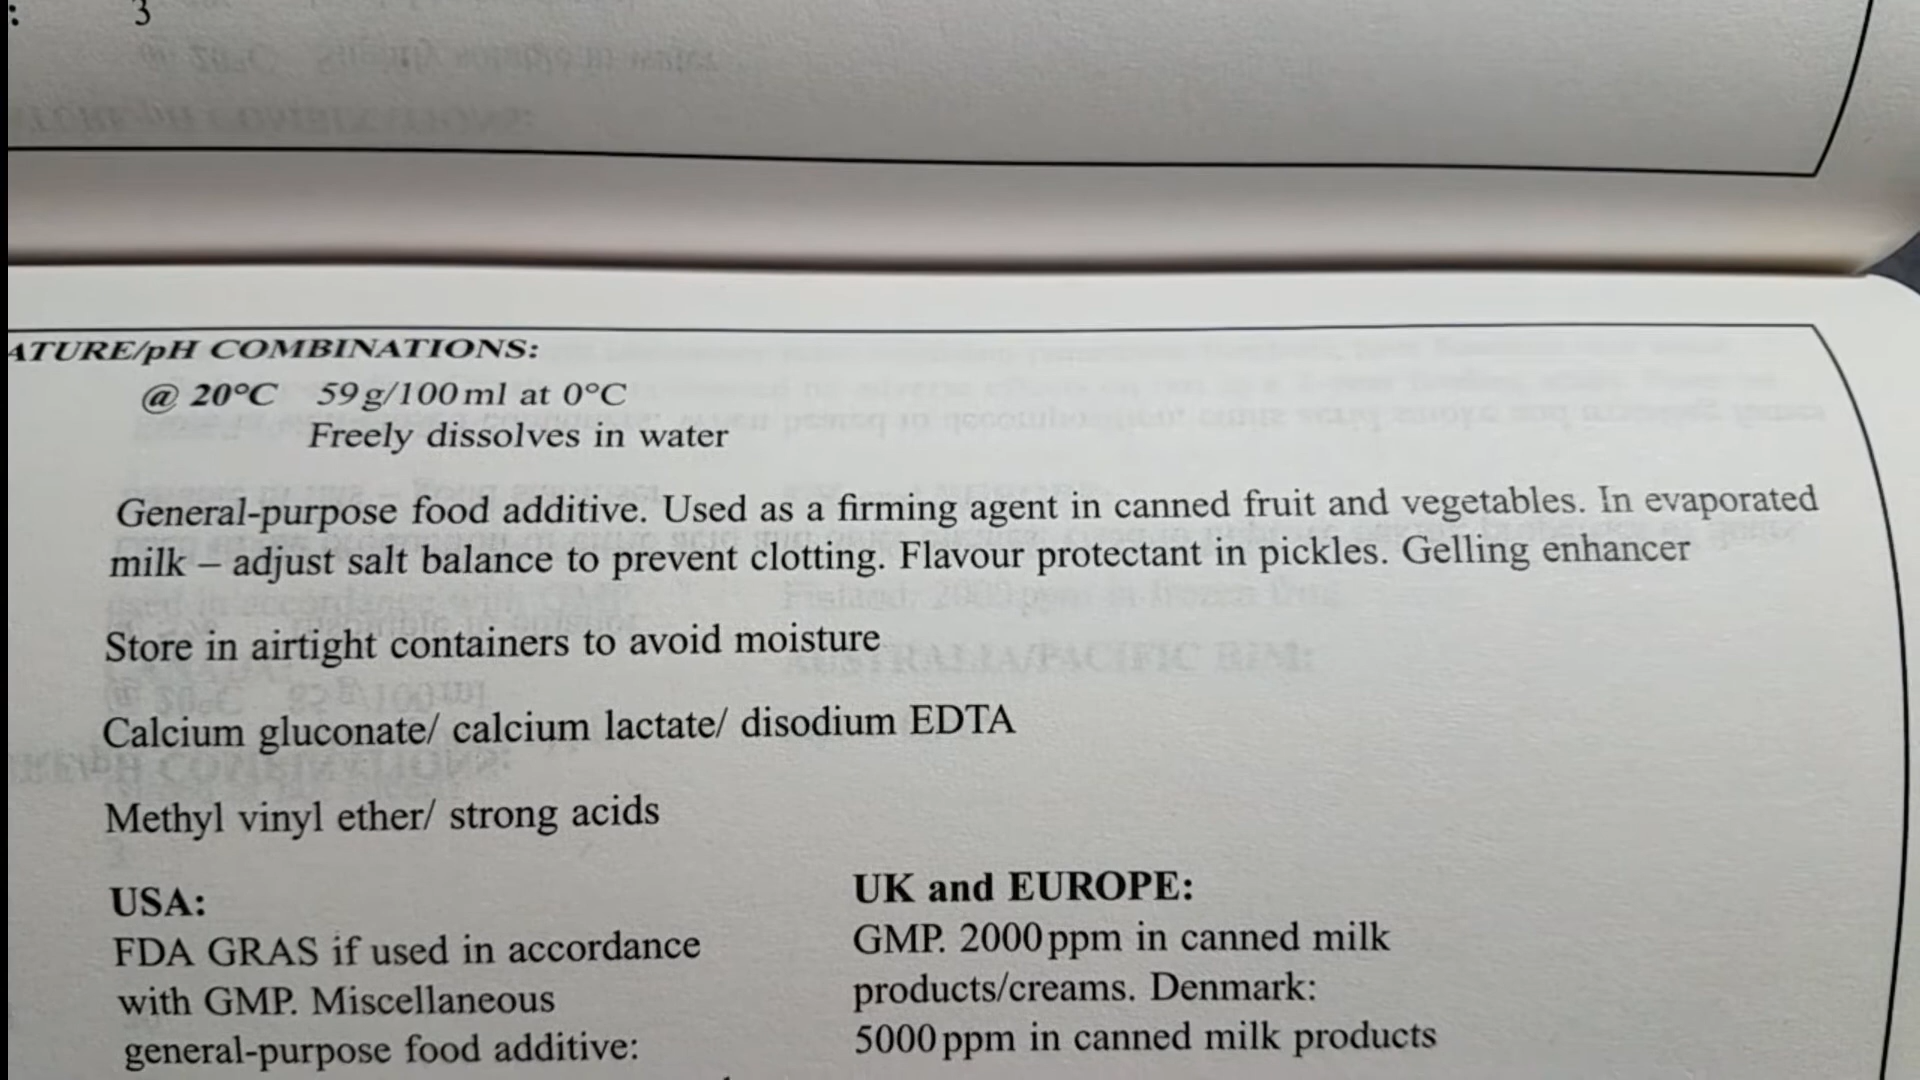 : 3
ATURE/pH COMBINATIONS:
@ 20°C 59 g/100 ml at 0°C
Freely dissolves in water
General-purpose food additive. Used as a firming agent in canned fruit and vegetables. In evaporated
milk – adjust salt balance to prevent clotting. Flavour protectant in pickles. Gelling enhancer
Store in airtight containers to avoid moisture
Calcium gluconate/ calcium lactate/ disodium EDTA
Methyl vinyl ether/ strong acids
USA:
FDA GRAS if used in accordance
with GMP. Miscellaneous
general-purpose food additive:
UK and EUROPE:
GMP. 2000 ppm in canned milk
products/creams. Denmark:
5000 ppm in canned milk products